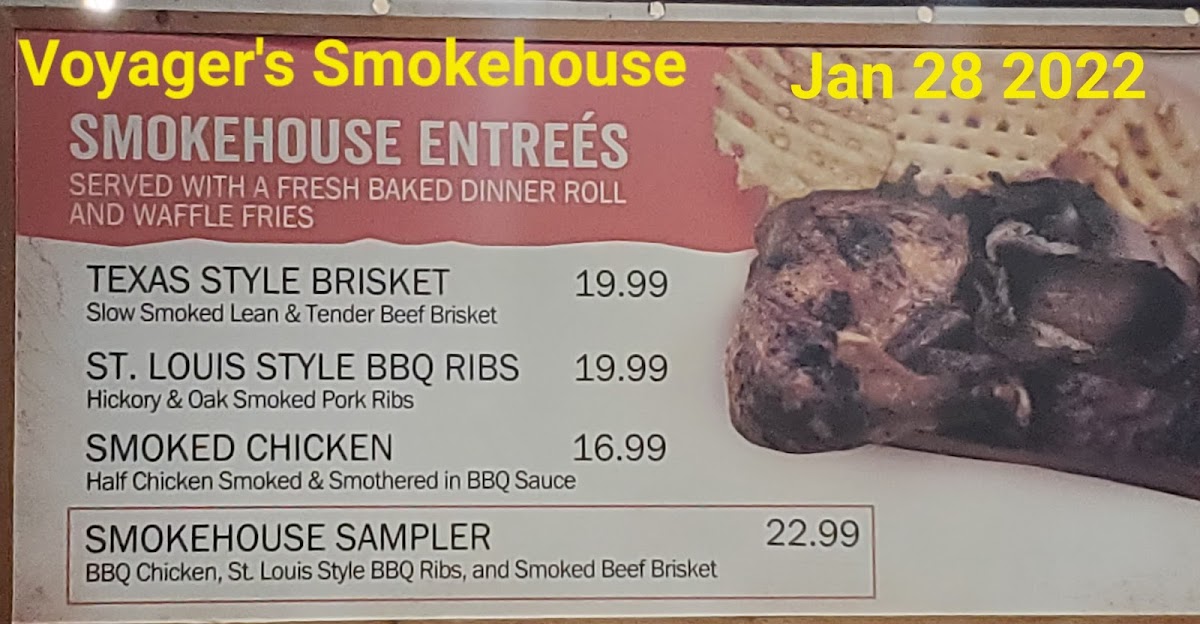 Voyager's Smokehouse
Jan 28 2022
SMOKEHOUSE ENTREÉS
SERVED WITH A FRESH BAKED DINNER ROLL
AND WAFFLE FRIES
TEXAS STYLE BRISKET 19.99
Slow Smoked Lean & Tender Beef Brisket
ST. LOUIS STYLE BBQ RIBS 19.99
Hickory & Oak Smoked Pork Ribs
SMOKED CHICKEN 16.99
Half Chicken Smoked & Smothered in BBQ Sauce
SMOKEHOUSE SAMPLER 22.99
BBQ Chicken, St. Louis Style BBQ Ribs, and Smoked Beef Brisket